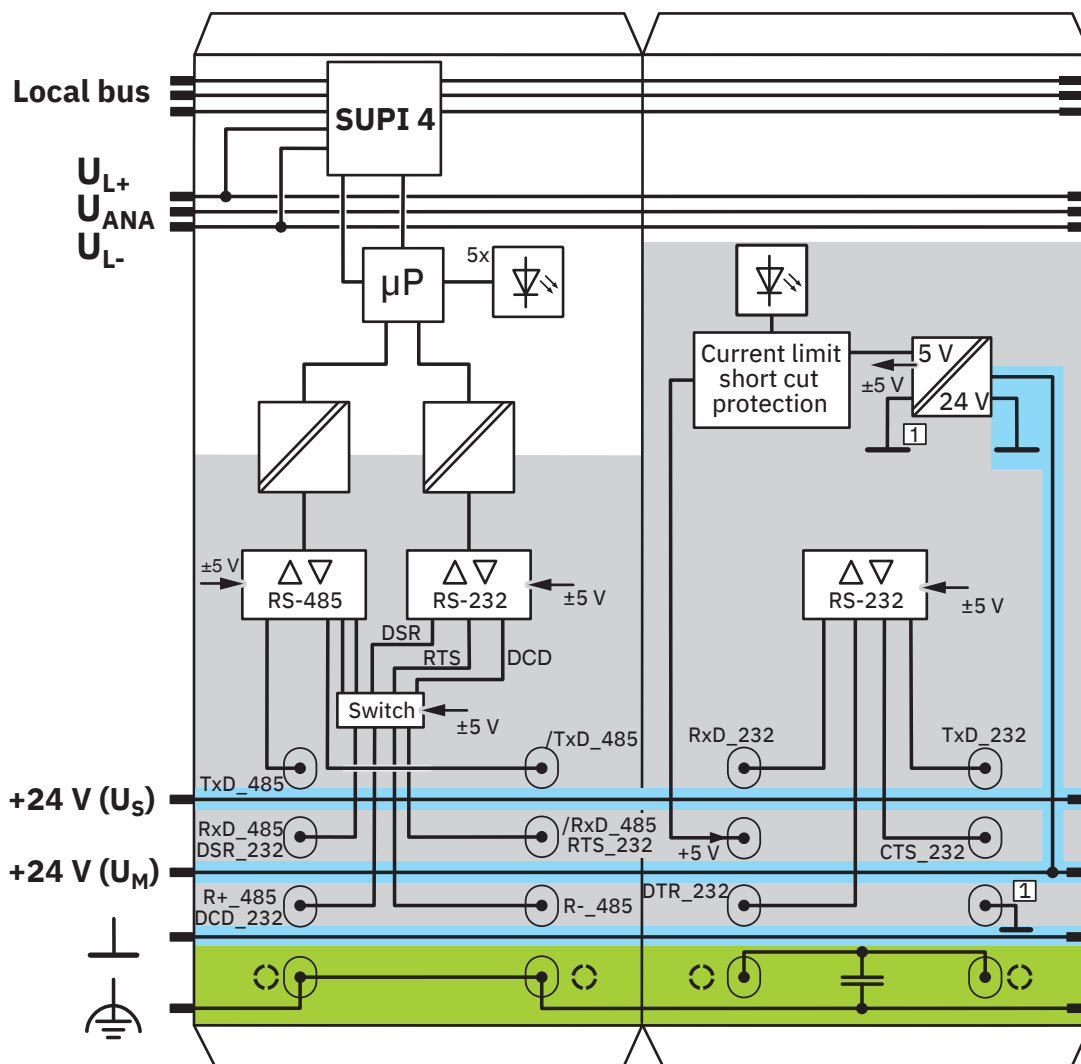 Local bus
SUPI 4
UL+
UANA
UL-
µP
5x
Current limit
short cut
protection
5 V
±5 V
24 V
1
±5 V
RS-485
RS-232
±5 V
RS-232
±5 V
DSR
RTS
DCD
Switch
±5 V
TxD_485
/TxD_485
RxD_232
TxD_232
+24 V (US)
RxD_485
DSR_232
/RxD_485
RTS_232
+5 V
CTS_232
+24 V (UM)
R+_485
DCD_232
R-_485
DTR_232
1